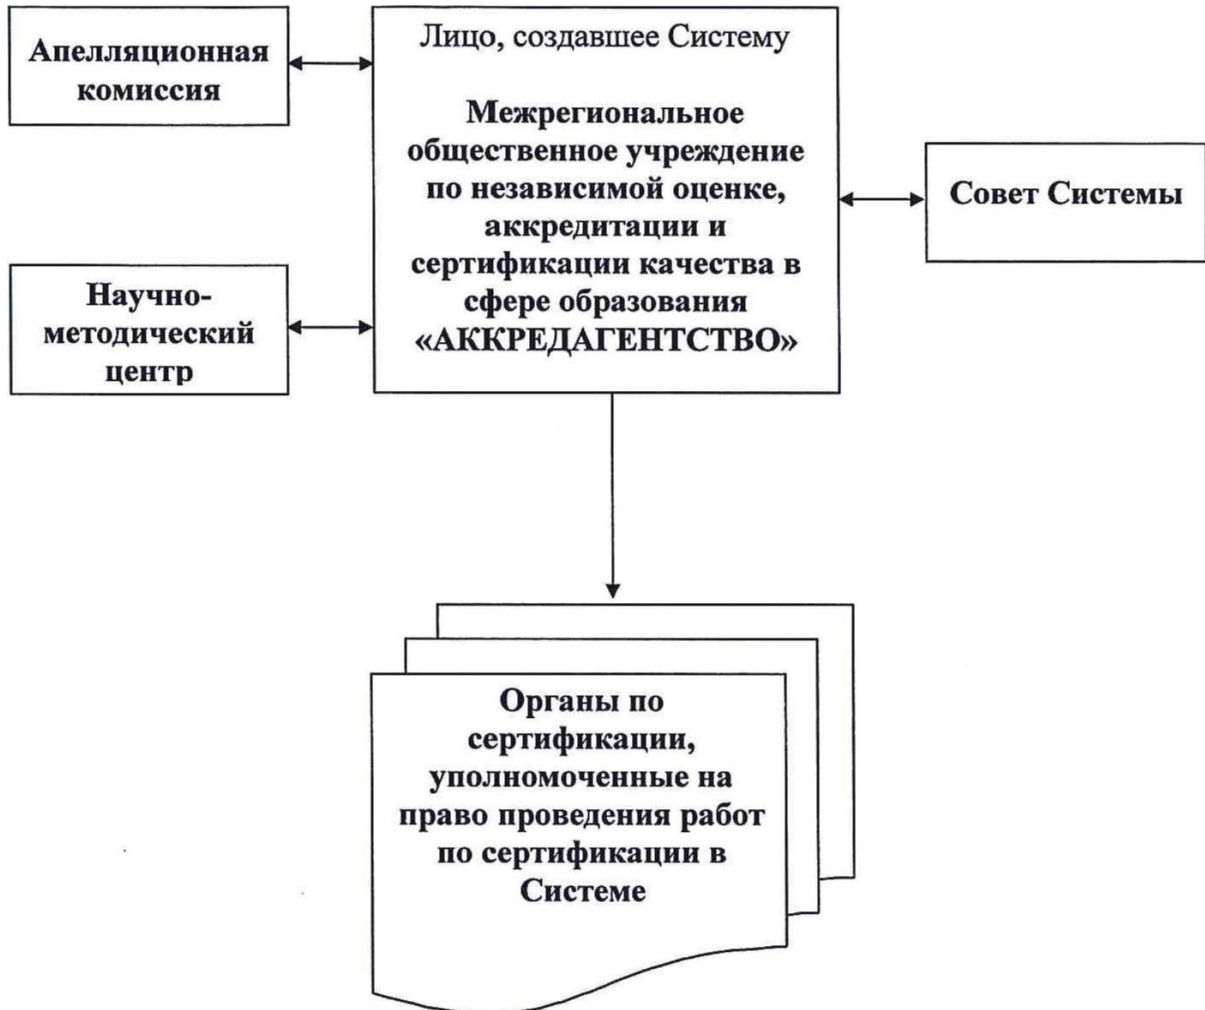 Апелляционная
комиссия
Лицо, создавшее Систему
Межрегиональное
общественное учреждение
по независимой оценке,
аккредитации и
сертификации качества в
сфере образования
«АККРЕДАГЕНТСТВО»
Совет Системы
Научно-
методический
центр
Органы по
сертификации,
уполномоченные на
право проведения работ
по сертификации в
Системе